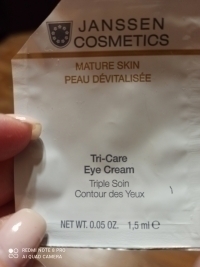 JANSSEN
COSMETICS
MATURE SKIN
PEAU DÉVITALISÉE
Tri-Care
Eye Cream
Triple Soin
Contour des Yeux
NET WT. 0.05 OZ. 1,5 ml ℮
REDMI NOTE 8 PRO
AI QUAD CAMERA